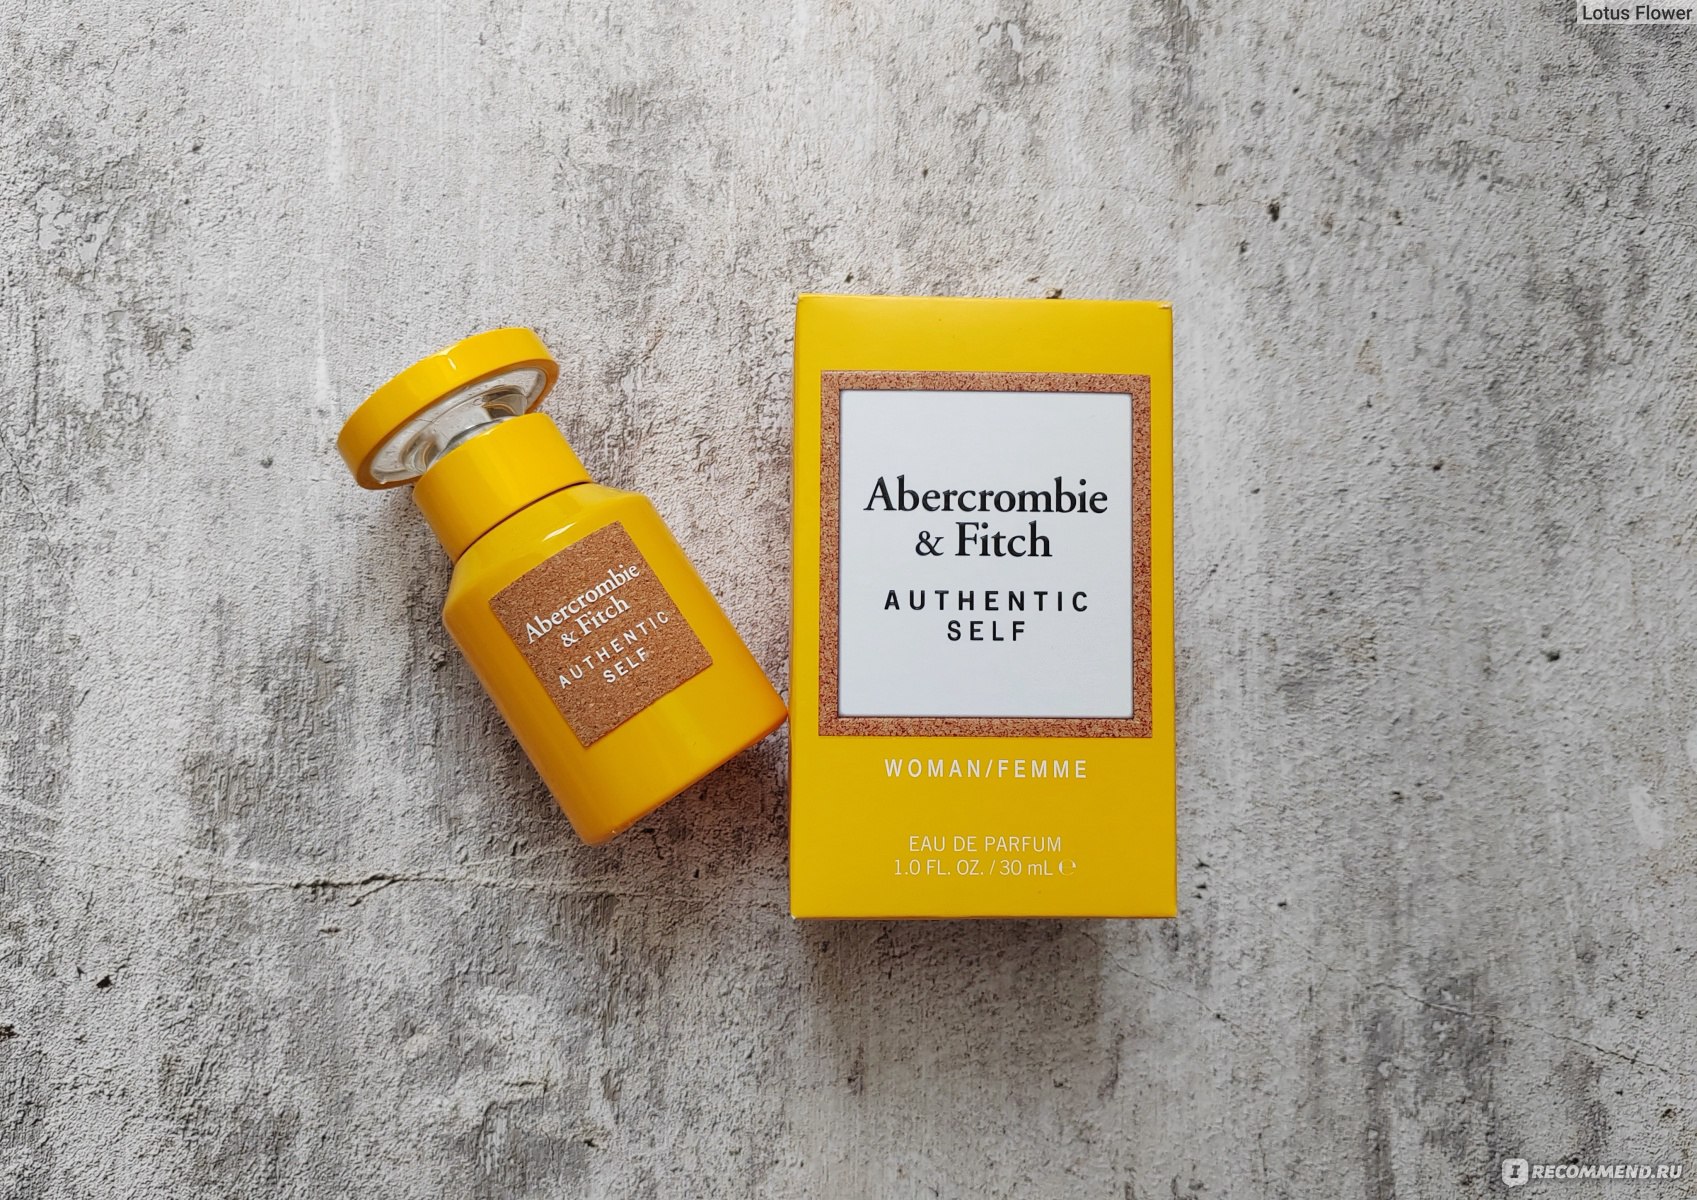 Lotus Flower
Abercrombie
& Fitch
AUTHENTIC
SELF
Abercrombie
& Fitch
AUTHENTIC
SELF
WOMAN/FEMME
EAU DE PARFUM
1.0 FL. OZ. / 30 mL ℮
I RECOMMEND.RU